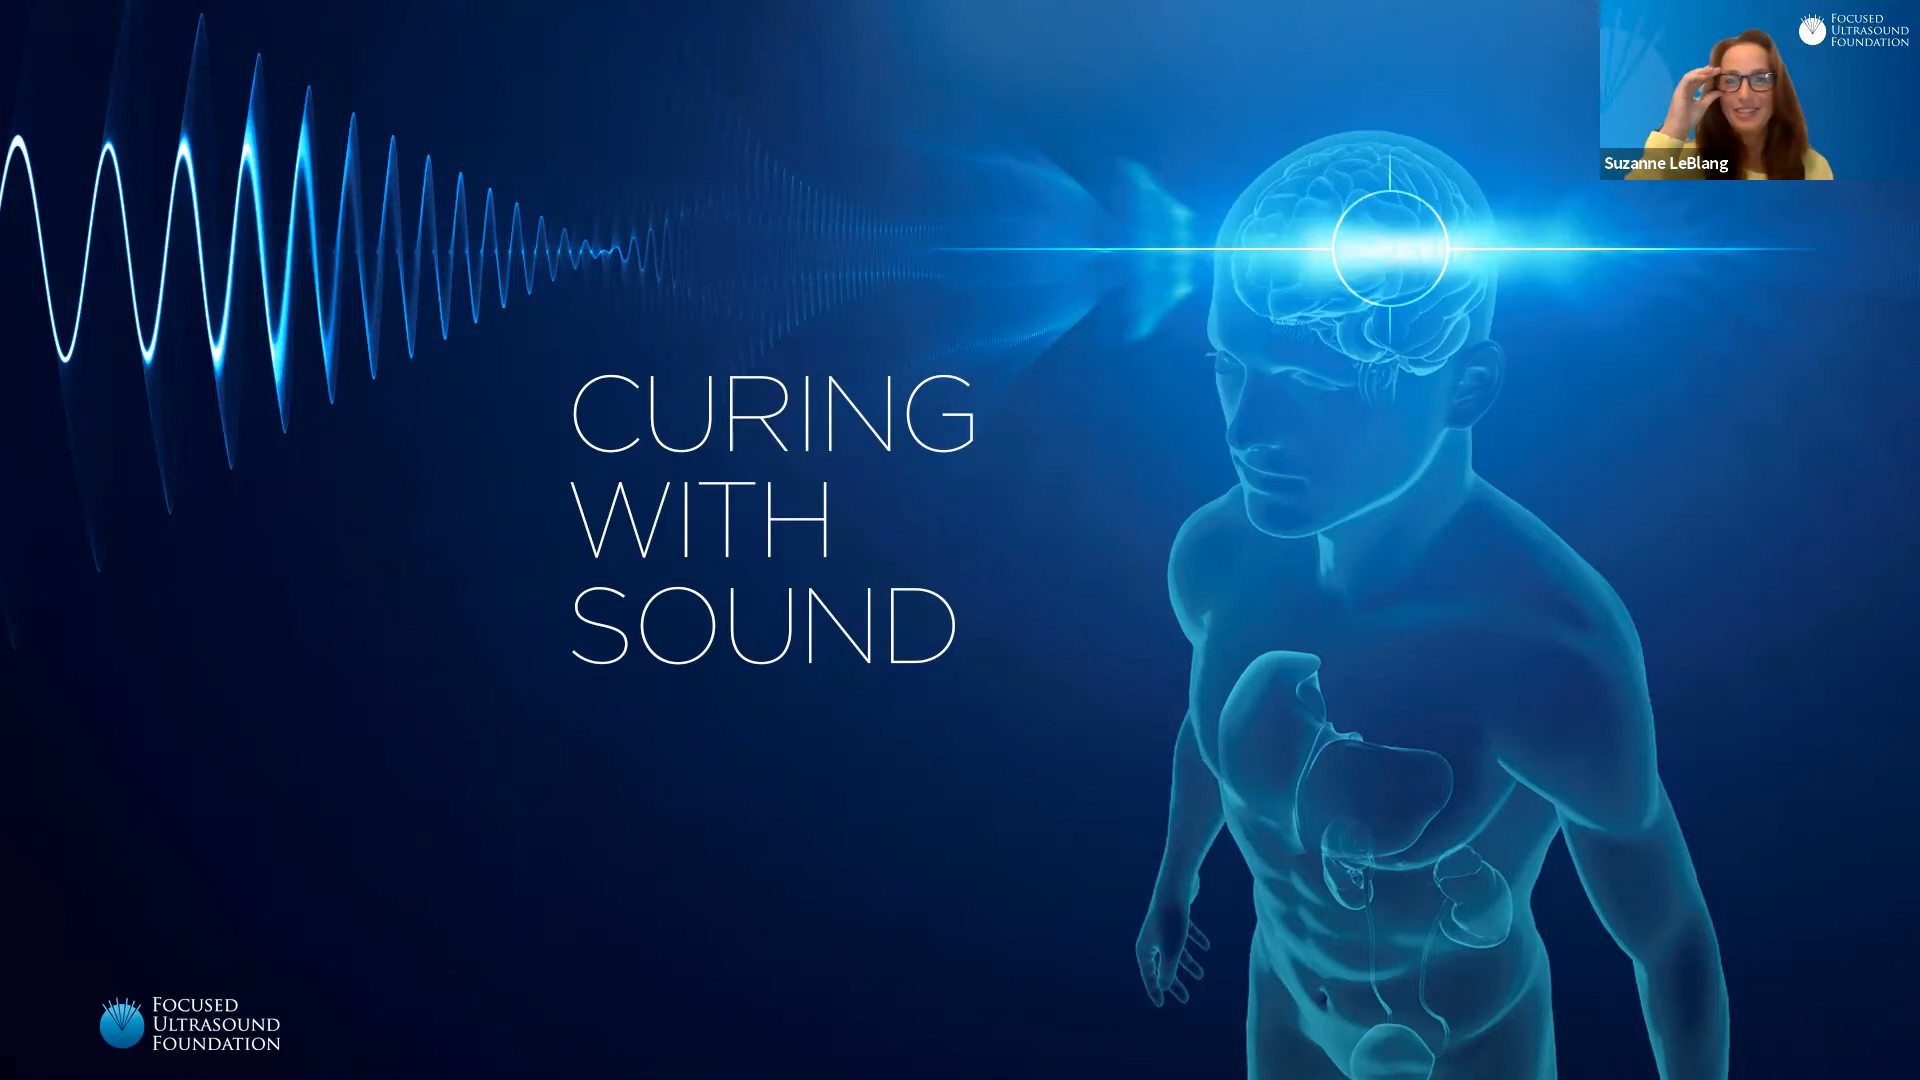 FOCUSED
ULTRASOUND
FOUNDATION
Suzanne LeBlang
CURING
WITH
SOUND
FOCUSED
ULTRASOUND
FOUNDATION